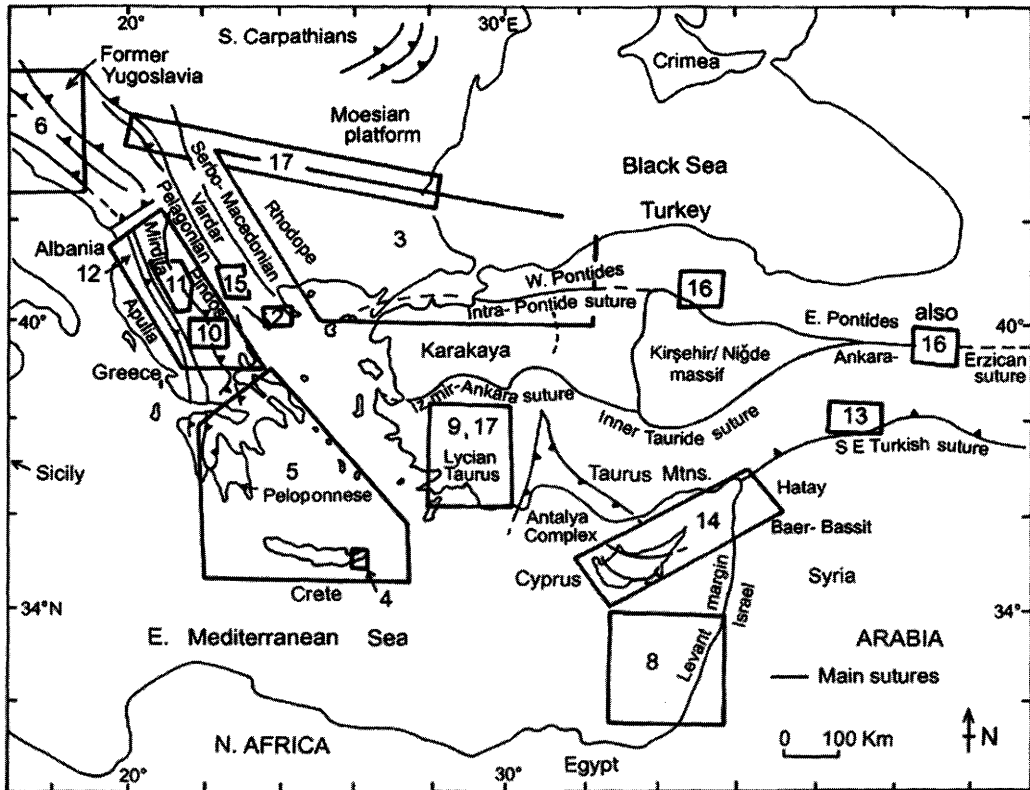 20°
30°E
S. Carpathians
Former
Yugoslavia
Crimea
Moesian
platform
6
17
Black Sea
Serbo-Macedonian
Vardar
Pelagonian
Rhodope
Turkey
3
Albania
12
Mirdita
11
15
Pindos
W. Pontides
16
2
Intra-Pontide suture
also
40°
Apulia
10
E. Pontides
40°
16
Karakaya
Kirşehir/ Niğde
massif
Ankara-
Erzican
suture
Greece
Izmir-Ankara suture
Inner Tauride suture
13
9, 17
Lycian
Taurus
S E Turkish suture
Sicily
5
Peloponnese
Taurus Mtns.
Hatay
Antalya
Complex
14
Baer- Bassit
Cyprus
Syria
Crete
4
34°N
34°
E. Mediterranean Sea
Levant margin
Israel
ARABIA
8
Main sutures
N. AFRICA
0 100 Km
N
20°
30°
Egypt